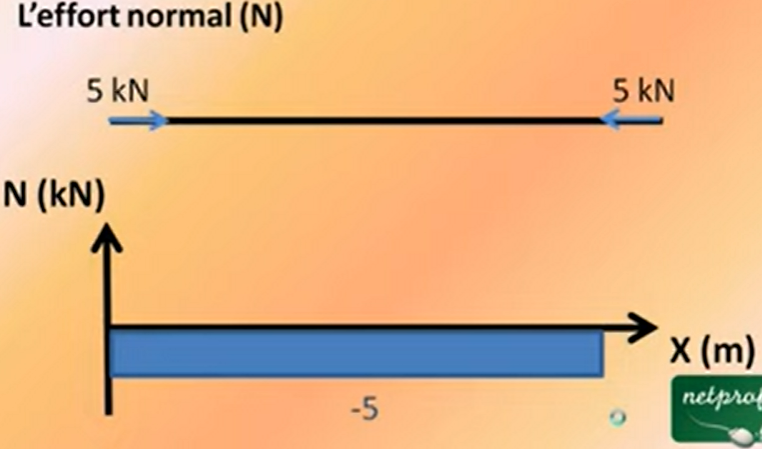 L'effort normal (N)
5 kN
5 kN
N (kN)
X (m)
-5
netprof